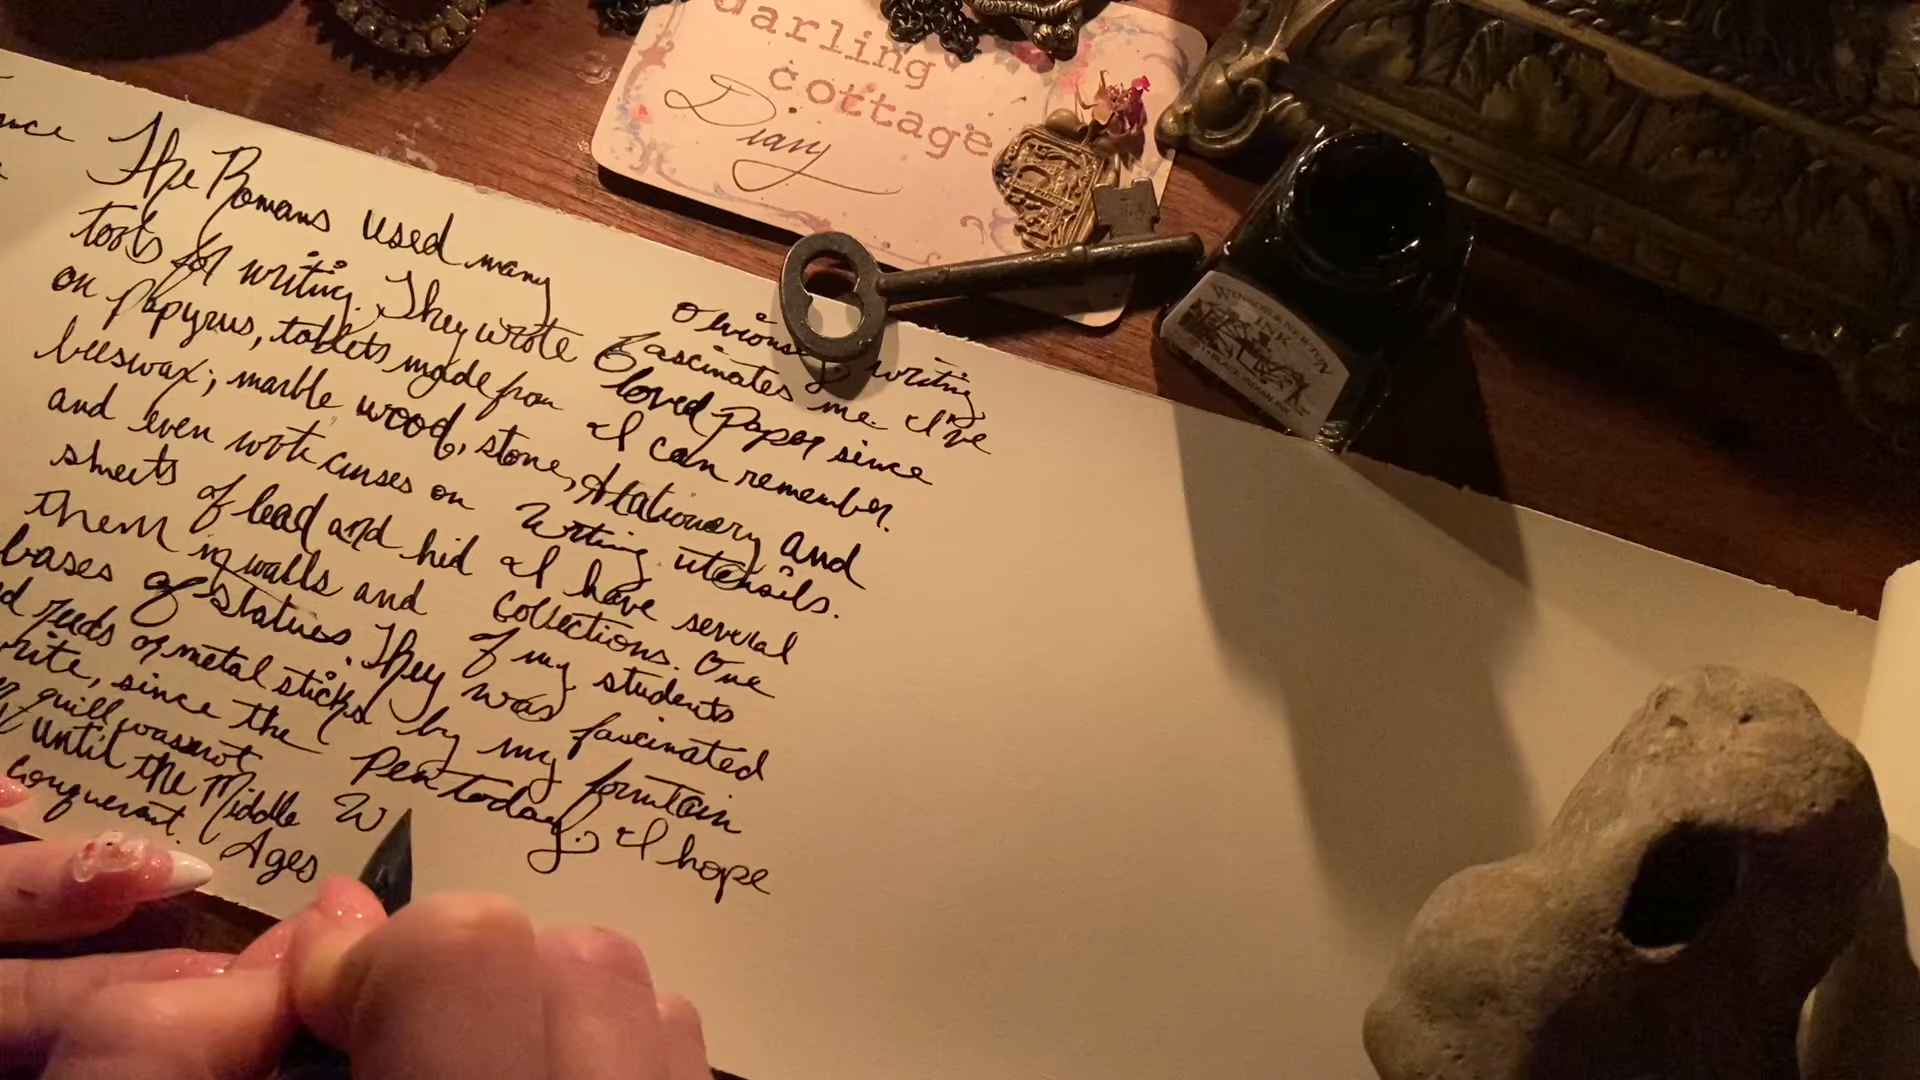 darling
cottage
Diary
WINSOR & NEWTON
INK
The Romans used many
tools for writing. They wrote
on papyrus, tablets made from
beeswax; marble wood, stone,
and even wrote curses on
sheets of lead and hid
them in walls and
bases of statues. They
reeds or metal sticks
since the
quill was not
until the Middle
Ages
conquerant.
Obviously writing
fascinates me. I've
loved paper since
I can remember.
Stationary and
writing utensils.
I have several
collections. One
of my students
was fascinated
by my fountain
pen today. I hope
W